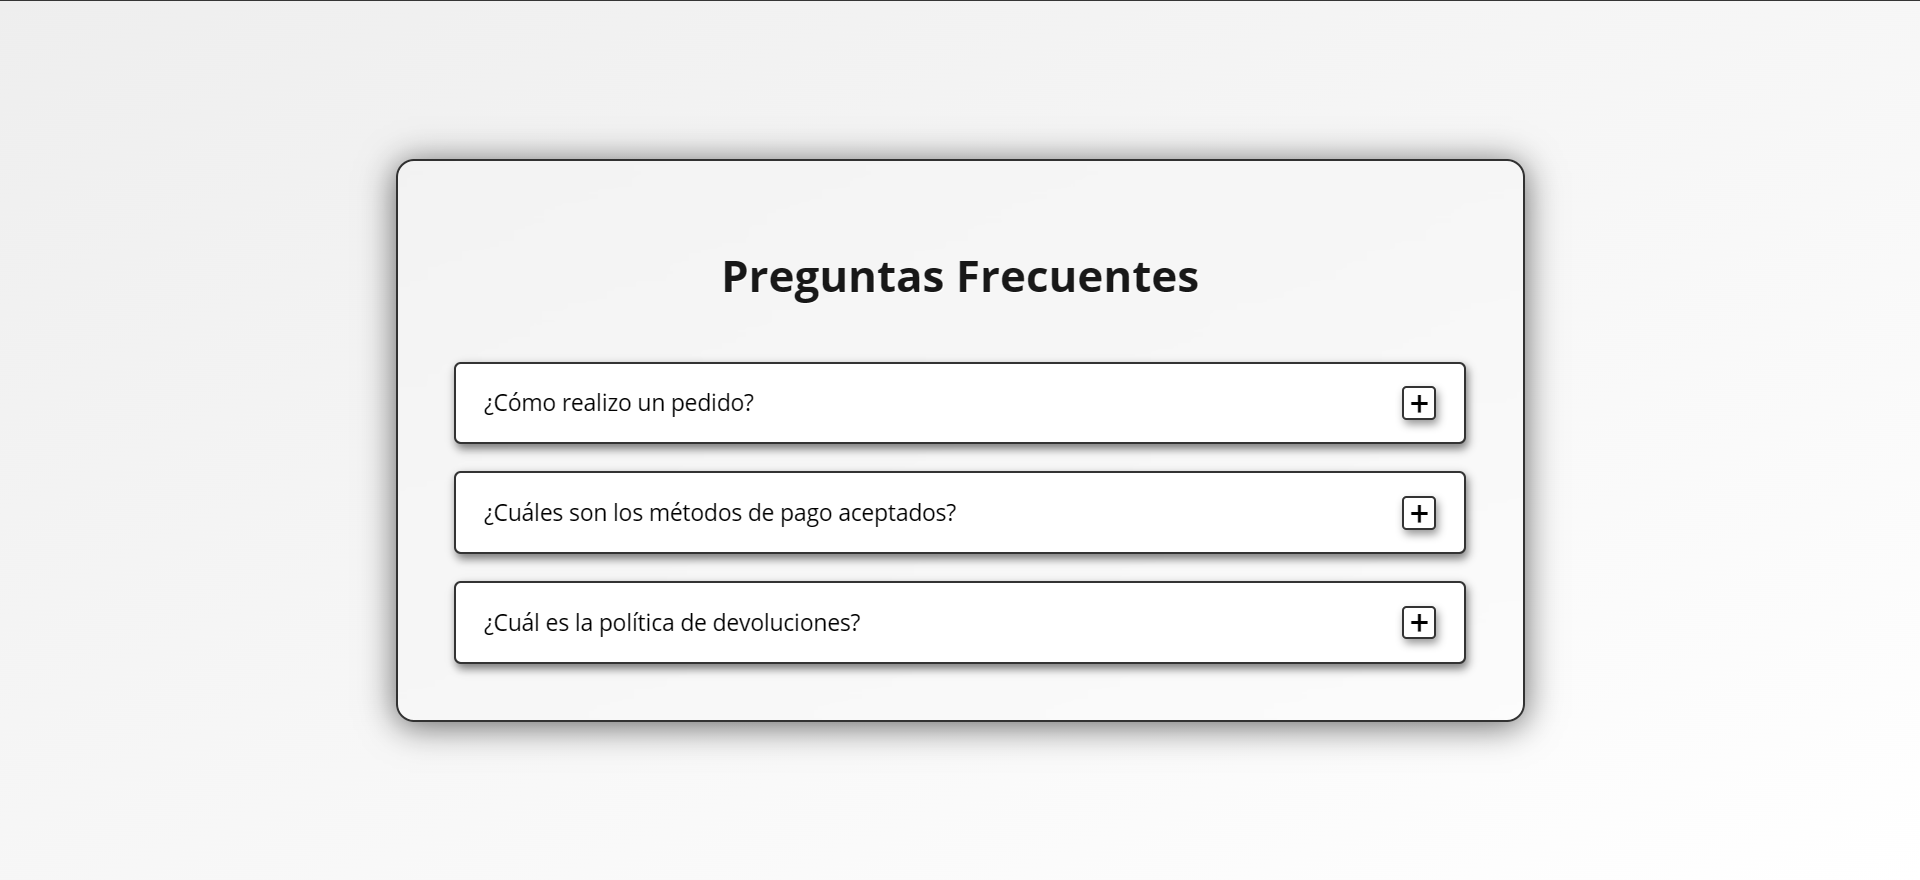 Preguntas Frecuentes
¿Cómo realizo un pedido?
¿Cuáles son los métodos de pago aceptados?
¿Cuál es la política de devoluciones?